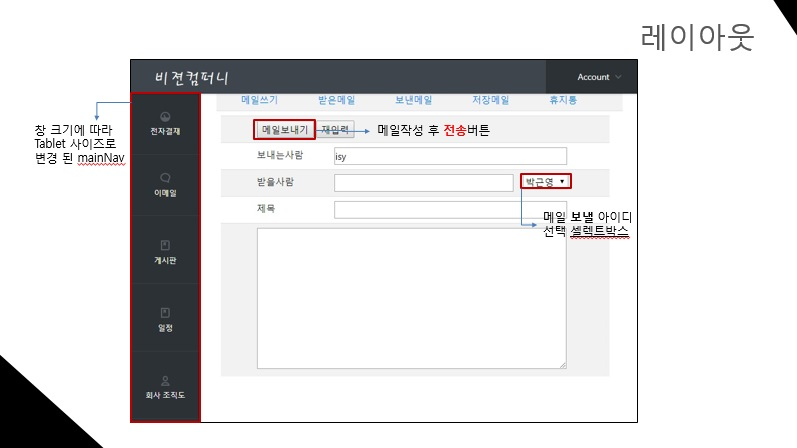 레이아웃
비젼컴퍼니
Account
메일쓰기 받은메일 보낸메일 저장메일 휴지통
메일보내기 재입력
메일작성 후 전송버튼
보내는사람 isy
받을사람 박근영
제목
메일 보낼 아이디
선택 셀렉트박스
창 크기에 따라
Tablet 사이즈로
변경 된 mainNav
전자결재
이메일
게시판
일정
회사 조직도